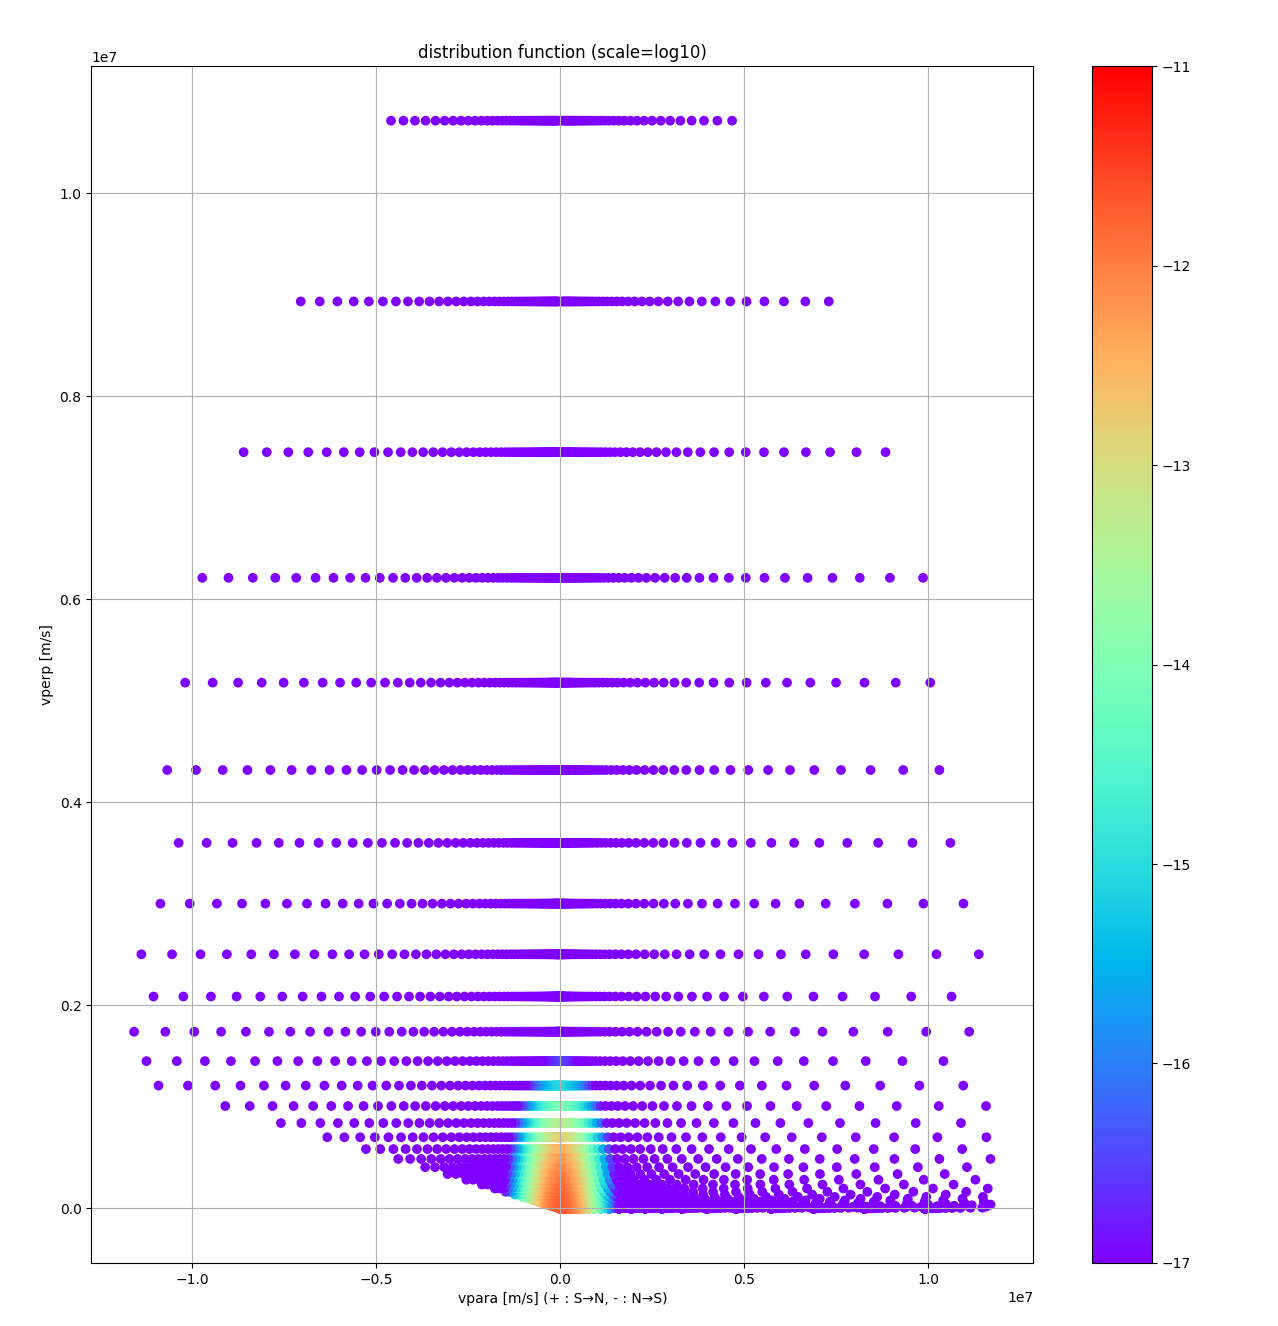 distribution function (scale=log10)
1e7
1.0
0.8
0.6
0.4
0.2
0.0
vperp [m/s]
−1.0 −0.5 0.0 0.5 1.0
1e7
vpara [m/s] (+ : S→N, - : N→S)
−11
−12
−13
−14
−15
−16
−17